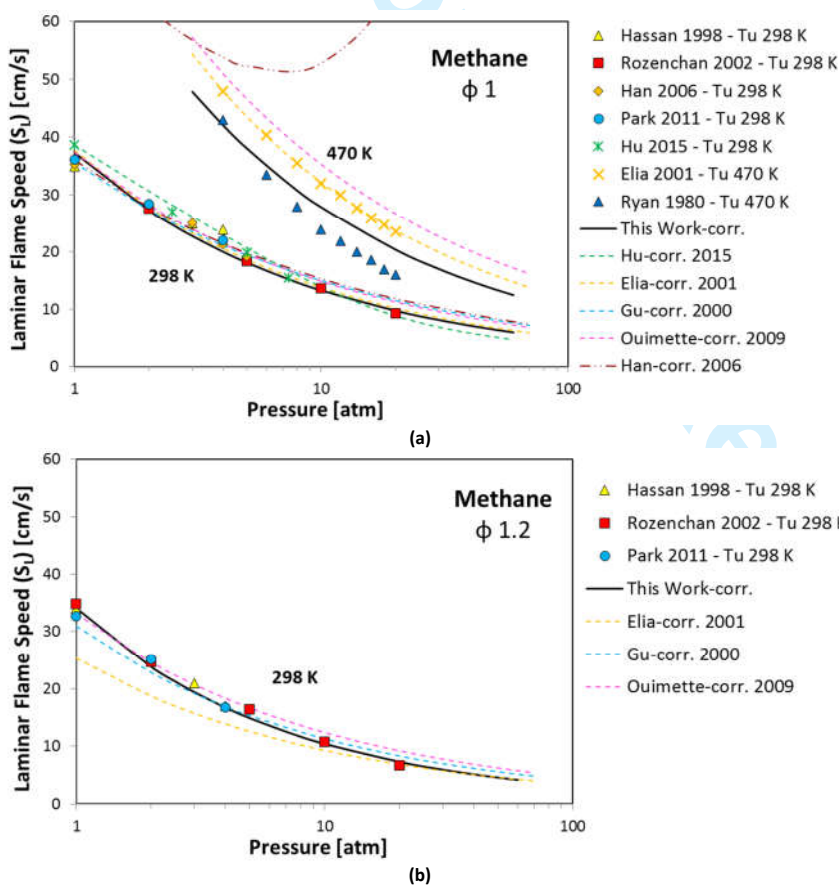 60
50
40
30
20
10
0
Laminar Flame Speed (SL) [cm/s]
Methane
ϕ 1
470 K
298 K
1
10
100
Pressure [atm]
Hassan 1998 - Tu 298 K
Rozenchan 2002 - Tu 298 K
Han 2006 - Tu 298 K
Park 2011 - Tu 298 K
Hu 2015 - Tu 298 K
Elia 2001 - Tu 470 K
Ryan 1980 - Tu 470 K
This Work-corr.
Hu-corr. 2015
Elia-corr. 2001
Gu-corr. 2000
Ouimette-corr. 2009
Han-corr. 2006
(a)
60
50
40
30
20
10
0
Laminar Flame Speed (SL) [cm/s]
Methane
ϕ 1.2
298 K
1
10
100
Pressure [atm]
Hassan 1998 - Tu 298 K
Rozenchan 2002 - Tu 298 K
Park 2011 - Tu 298 K
This Work-corr.
Elia-corr. 2001
Gu-corr. 2000
Ouimette-corr. 2009
(b)